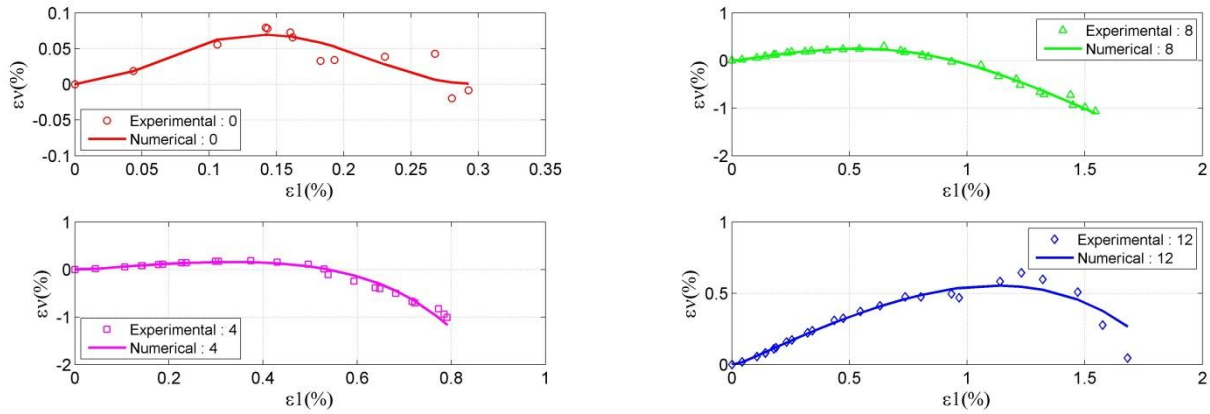 0.1
0.05
0
-0.05
-0.1
εv(%)
Experimental : 0
Numerical : 0
0 0.05 0.1 0.15 0.2 0.25 0.3 0.35
ε1(%)
1
0
-1
-2
εv(%)
Experimental : 8
Numerical : 8
0 0.5 1 1.5 2
ε1(%)
1
0
-1
-2
εv(%)
Experimental : 4
Numerical : 4
0 0.2 0.4 0.6 0.8 1
ε1(%)
1
0.5
0
εv(%)
Experimental : 12
Numerical : 12
0 0.5 1 1.5 2
ε1(%)